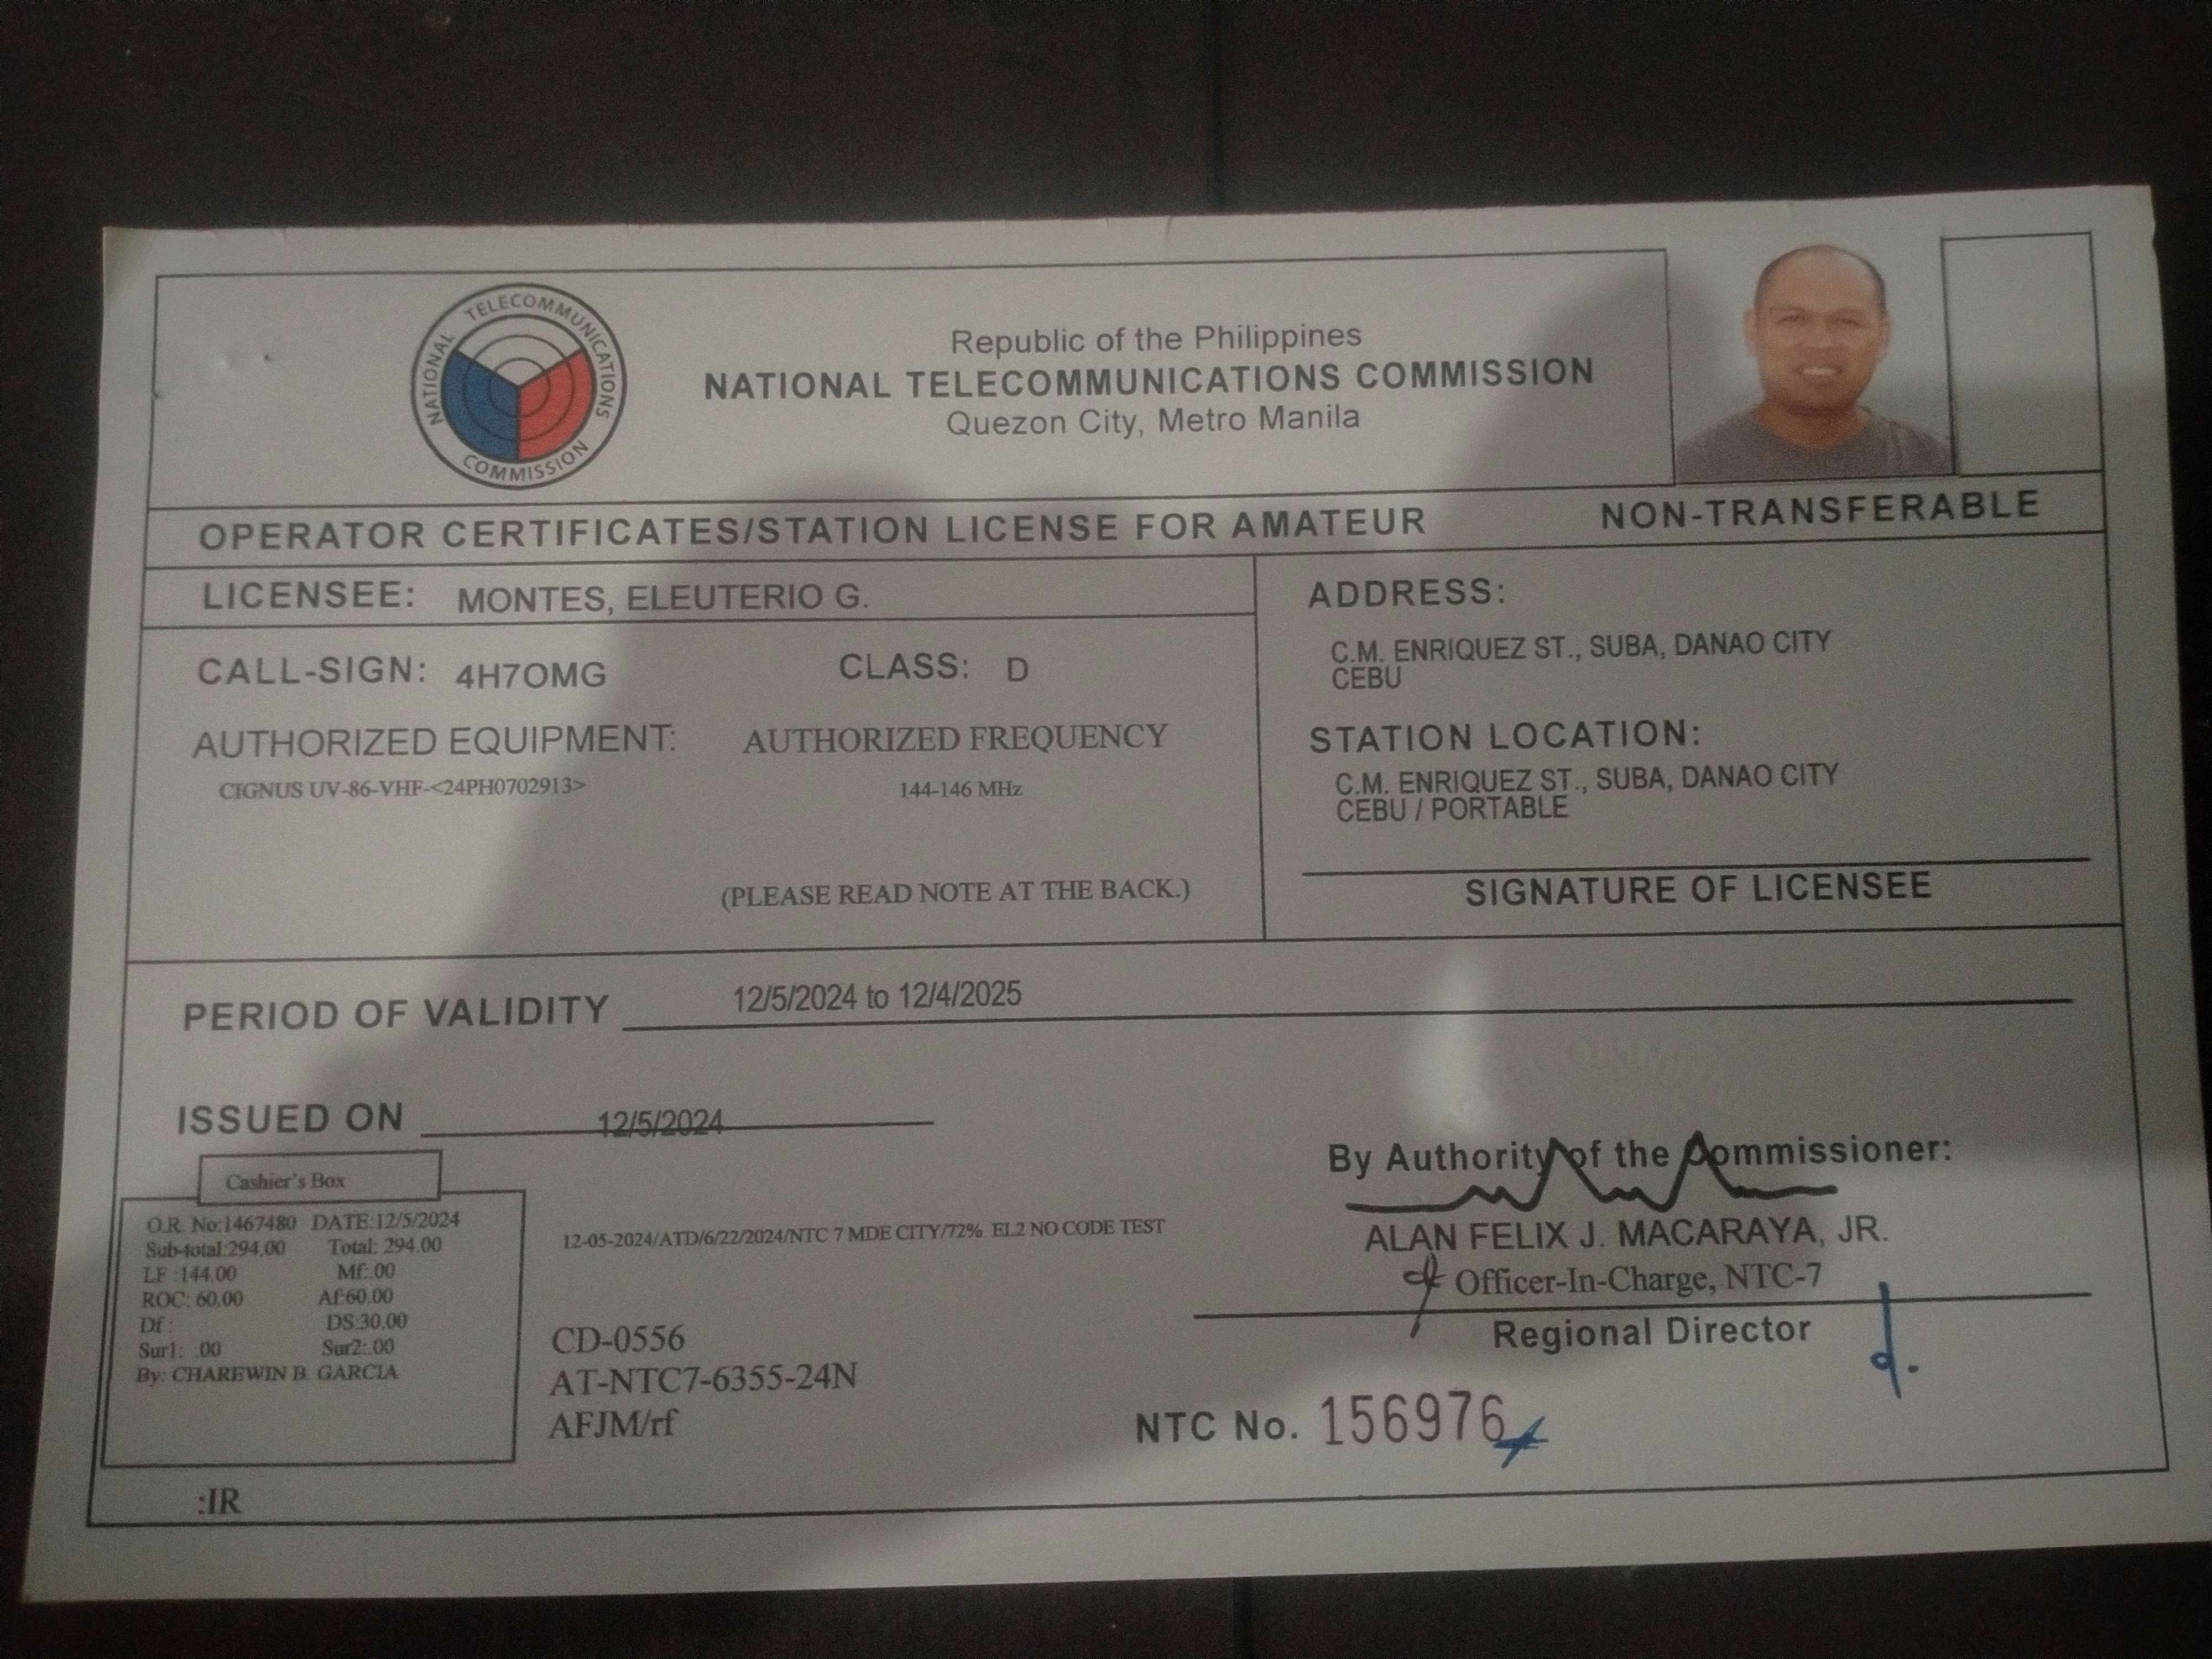 NATIONAL TELECOMMUNICATIONS COMMISSION
Republic of the Philippines
NATIONAL TELECOMMUNICATIONS COMMISSION
Quezon City, Metro Manila
OPERATOR CERTIFICATES/STATION LICENSE FOR AMATEUR NON-TRANSFERABLE
LICENSEE: MONTES, ELEUTERIO G.
CALL-SIGN: 4H7OMG CLASS: D
AUTHORIZED EQUIPMENT: AUTHORIZED FREQUENCY
CIGNUS UV-86-VHF-<24PH0702913> 144-146 MHz
(PLEASE READ NOTE AT THE BACK.)
ADDRESS:
C.M. ENRIQUEZ ST., SUBA, DANAO CITY
CEBU
STATION LOCATION:
C.M. ENRIQUEZ ST., SUBA, DANAO CITY
CEBU / PORTABLE
SIGNATURE OF LICENSEE
PERIOD OF VALIDITY 12/5/2024 to 12/4/2025
ISSUED ON 12/5/2024
Cashier's Box
O.R. No:1467480 DATE:12/5/2024
Sub-total:294.00 Total: 294.00
LF :144.00 Mf:.00
ROC: 60.00 Af:60.00
Df : DS:30.00
Sur1: .00 Sur2:.00
By: CHAREWIN B. GARCIA
:IR
12-05-2024/ATD/6/22/2024/NTC 7 MDE CITY/72% EL2 NO CODE TEST
CD-0556
AT-NTC7-6355-24N
AFJM/rf
By Authority of the Commissioner:
ALAN FELIX J. MACARAYA, JR.
Officer-In-Charge, NTC-7
Regional Director
NTC No. 156976